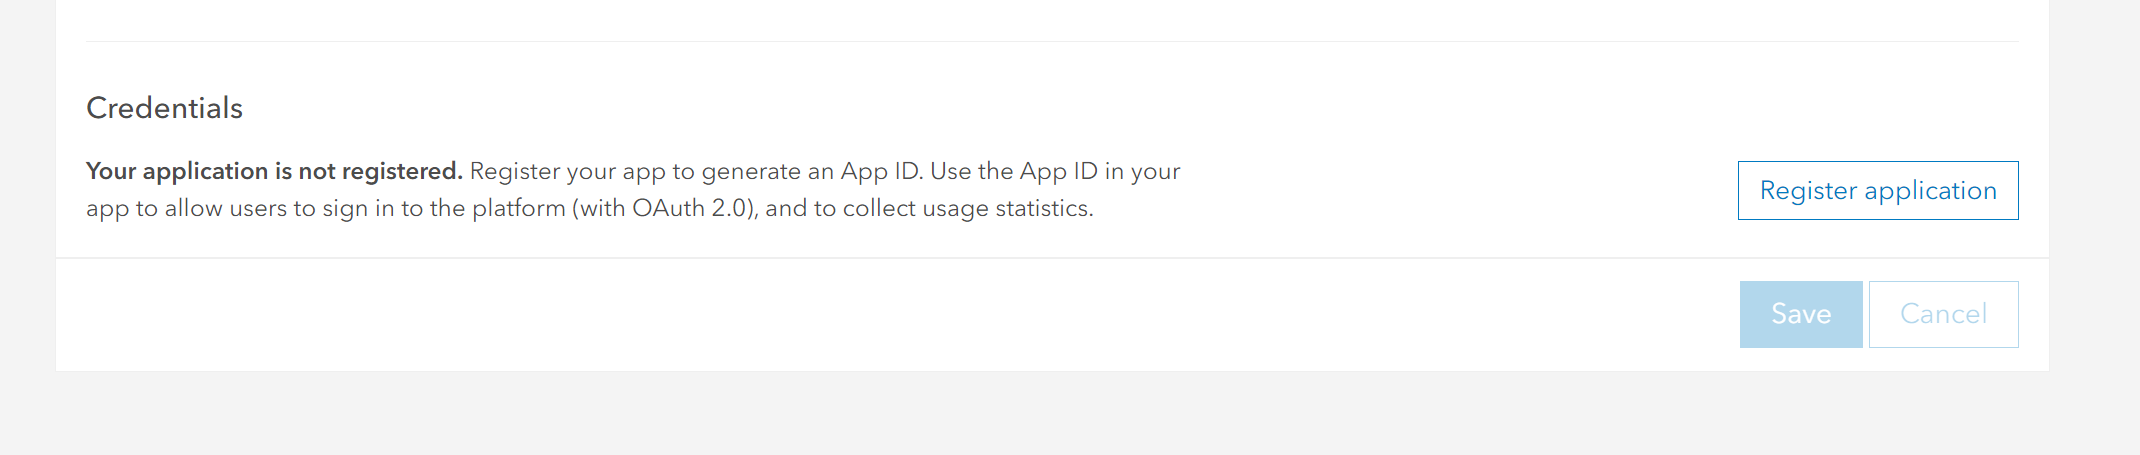 Credentials
Your application is not registered. Register your app to generate an App ID. Use the App ID in your
app to allow users to sign in to the platform (with OAuth 2.0), and to collect usage statistics.
Register application
Save
Cancel